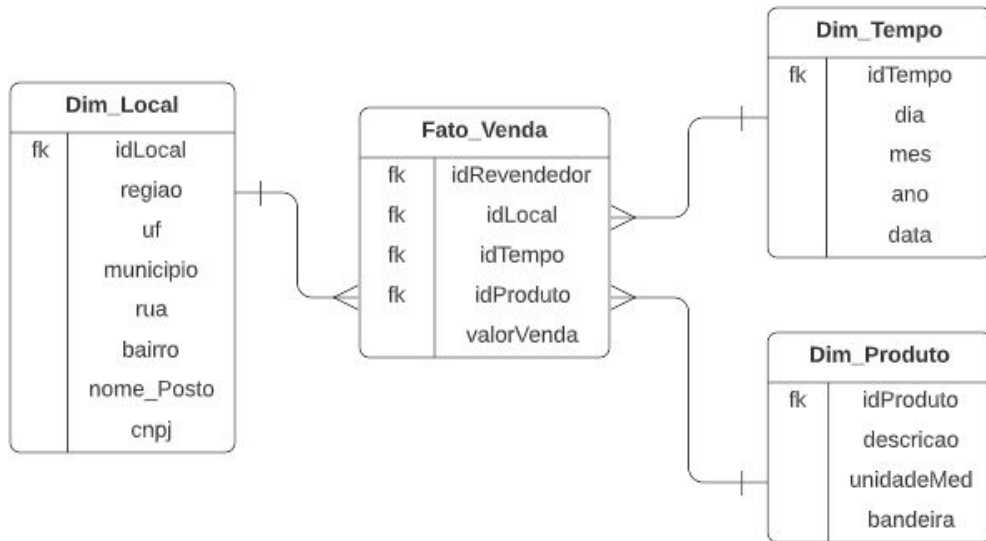 Dim_Local
fk idLocal
regiao
uf
municipio
rua
bairro
nome_Posto
cnpj
Fato_Venda
fk idRevendedor
fk idLocal
fk idTempo
fk idProduto
valorVenda
Dim_Tempo
fk idTempo
dia
mes
ano
data
Dim_Produto
fk idProduto
descricao
unidadeMed
bandeira